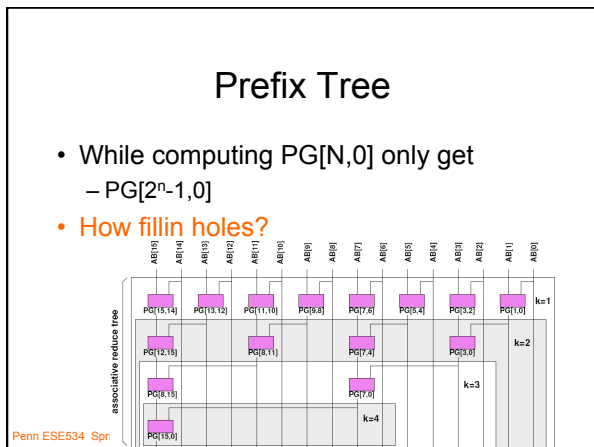 Prefix Tree
• While computing PG[N,0] only get
– PG[2ⁿ-1,0]
• How fillin holes?
AB[15] AB[14] AB[13] AB[12] AB[11] AB[10] AB[9] AB[8] AB[7] AB[6] AB[5] AB[4] AB[3] AB[2] AB[1] AB[0]
k=1
PG[15,14] PG[13,12] PG[11,10] PG[9,8] PG[7,6] PG[5,4] PG[3,2] PG[1,0]
k=2
PG[12,15] PG[8,11] PG[7,4] PG[3,0]
associative reduce tree
k=3
PG[8,15] PG[7,0]
k=4
PG[15,0]
Penn ESE534 Spri